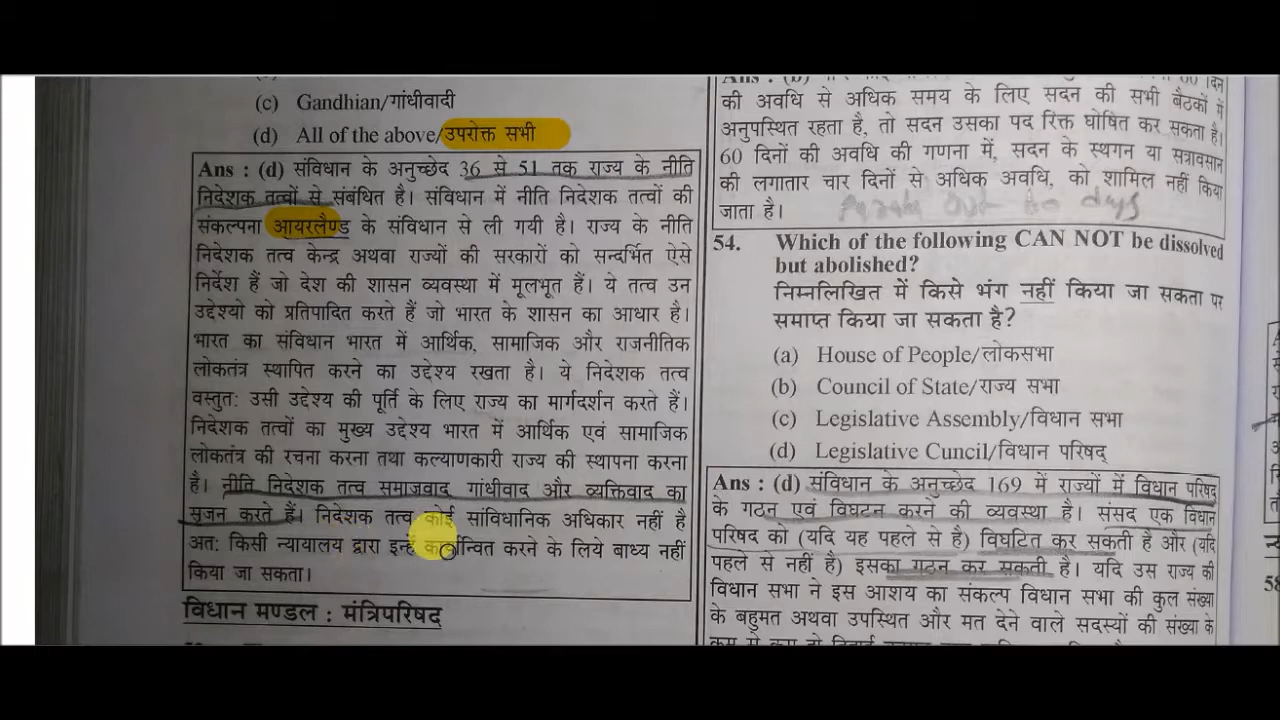 (c) Gandhian/गांधीवादी
(d) All of the above/उपरोक्त सभी
Ans : (d) संविधान के अनुच्छेद 36 से 51 तक राज्य के नीति
निदेशक तत्वों से संबंधित है। संविधान में नीति निदेशक तत्वों की
संकल्पना आयरलैण्ड के संविधान से ली गयी है। राज्य के नीति
निदेशक तत्व केन्द्र अथवा राज्यों की सरकारों को सन्दर्भित ऐसे
निर्देश हैं जो देश की शासन व्यवस्था में मूलभूत हैं। ये तत्व उन
उद्देश्यो को प्रतिपादित करते हैं जो भारत के शासन का आधार है।
भारत का संविधान भारत में आर्थिक, सामाजिक और राजनीतिक
लोकतंत्र स्थापित करने का उद्देश्य रखता है। ये निदेशक तत्व
वस्तुत: उसी उद्देश्य की पूर्ति के लिए राज्य का मार्गदर्शन करते हैं।
निदेशक तत्वों का मुख्य उद्देश्य भारत में आर्थिक एवं सामाजिक
लोकतंत्र की रचना करना तथा कल्याणकारी राज्य की स्थापना करना
है। नीति निदेशक तत्व समाजवाद गांधीवाद और व्यक्तिवाद का
सृजन करते हैं। निदेशक तत्व कोई सांविधानिक अधिकार नहीं है
अत: किसी न्यायालय द्वारा इन्हें करने के लिये बाध्य नहीं
किया जा सकता।
विधान मण्डल : मंत्रिपरिषद
Ans : (b) 60 दिन
की अवधि से अधिक समय के लिए सदन की सभी बैठकों में
अनुपस्थित रहता है, तो सदन उसका पद रिक्त घोषित कर सकता है।
60 दिनों की अवधि की गणना में, सदन के स्थगन या सत्रावसान
की लगातार चार दिनों से अधिक अवधि, को शामिल नहीं किया
जाता है। 60 days
54. Which of the following CAN NOT be dissolved
but abolished?
निम्नलिखित में किसे भंग नहीं किया जा सकता पर
समाप्त किया जा सकता है?
(a) House of People/लोकसभा
(b) Council of State/राज्य सभा
(c) Legislative Assembly/विधान सभा
(d) Legislative Cuncil/विधान परिषद्
Ans : (d) संविधान के अनुच्छेद 169 में राज्यों में विधान परिषद
के गठन एवं विघटन करने की व्यवस्था है। संसद एक विधान
परिषद को (यदि यह पहले से है) विघटित कर सकती है और (यदि
पहले से नहीं है) इसका गठन कर सकती है। यदि उस राज्य की
विधान सभा ने इस आशय का संकल्प विधान सभा की कुल संख्या
के बहुमत अथवा उपस्थित और मत देने वाले सदस्यों की संख्या के
58